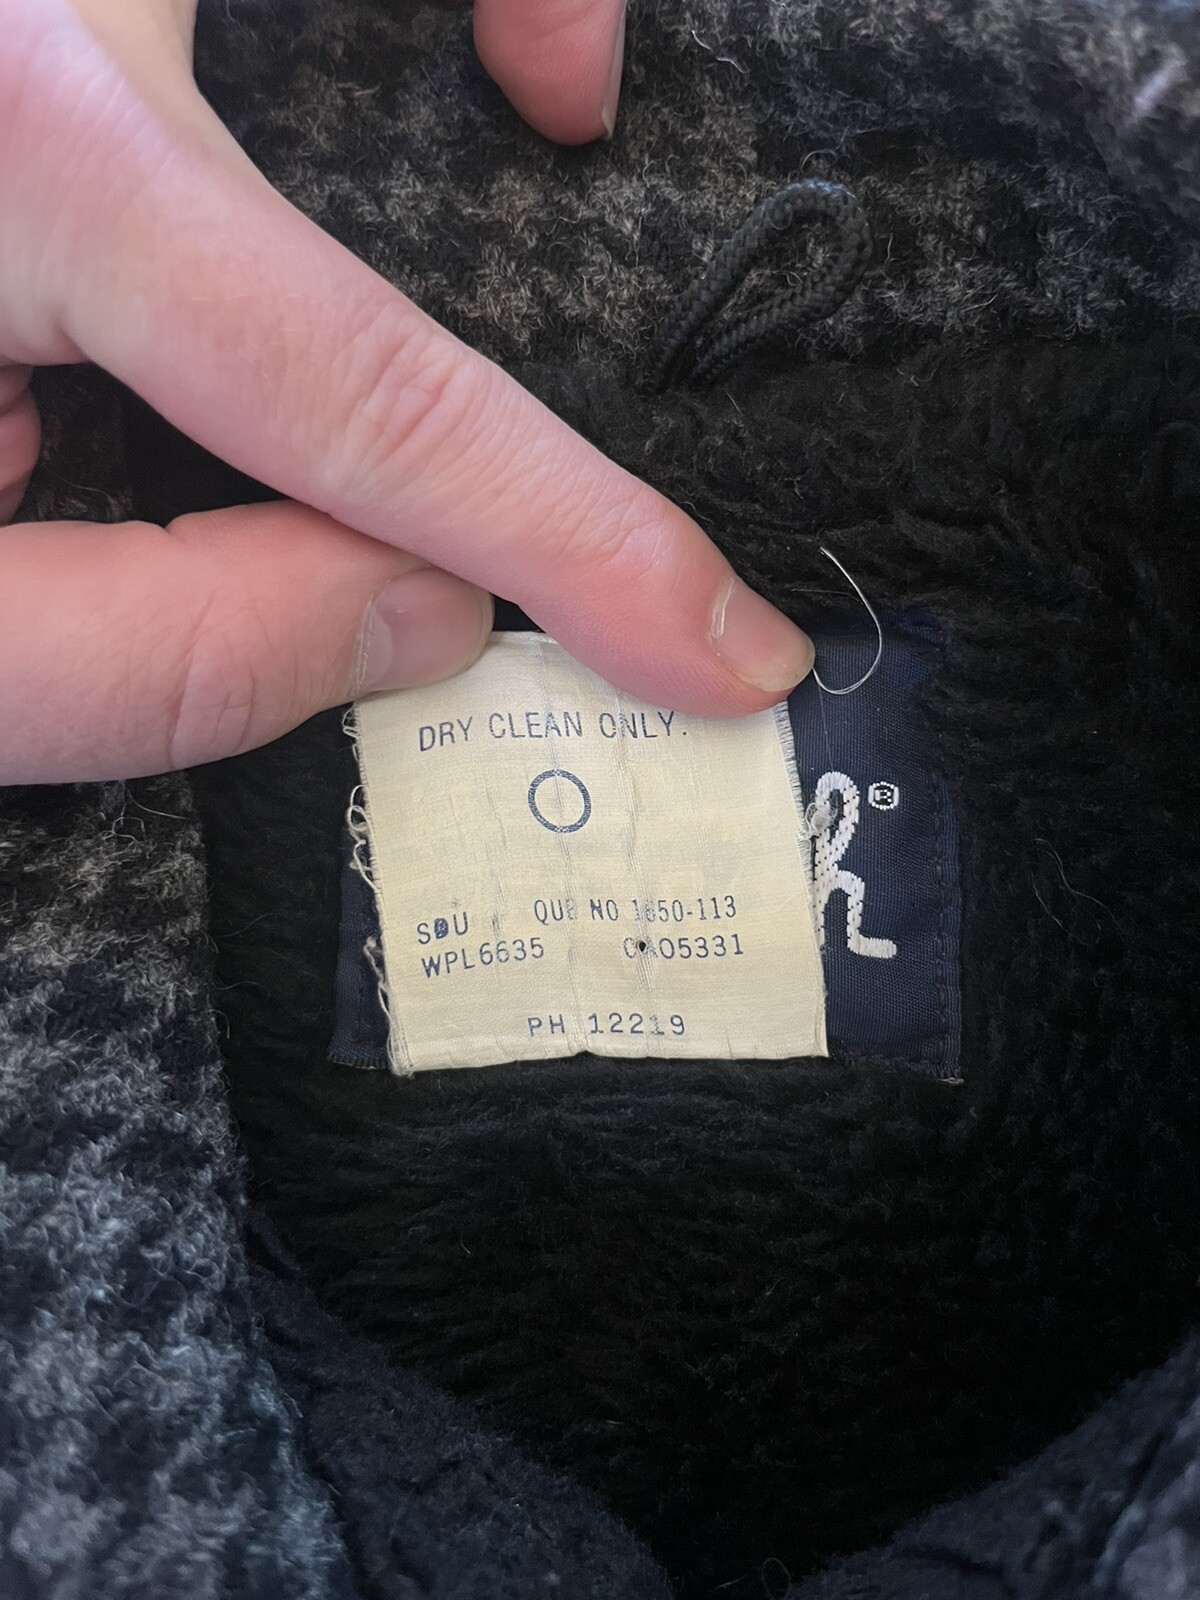 DRY CLEAN ONLY.
QUE NO 1650-113
SDU
WPL6635 CA05331
PH 12219
h®